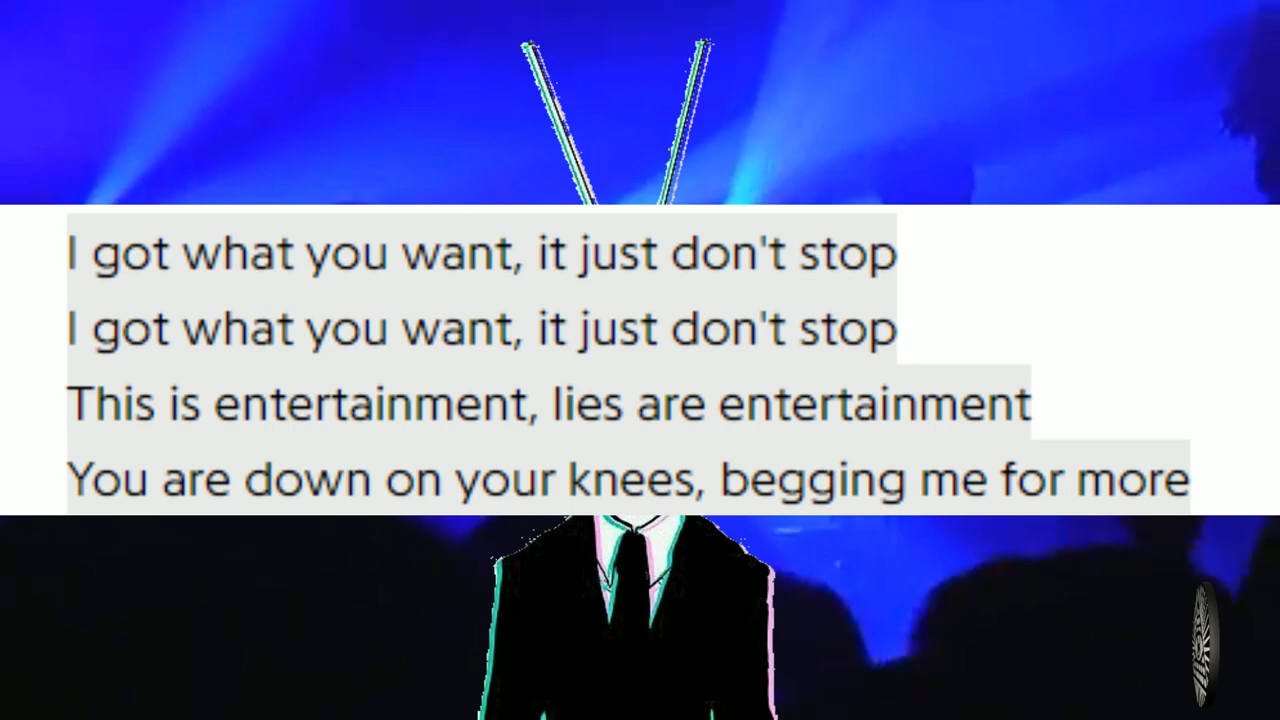 I got what you want, it just don't stop
I got what you want, it just don't stop
This is entertainment, lies are entertainment
You are down on your knees, begging me for more